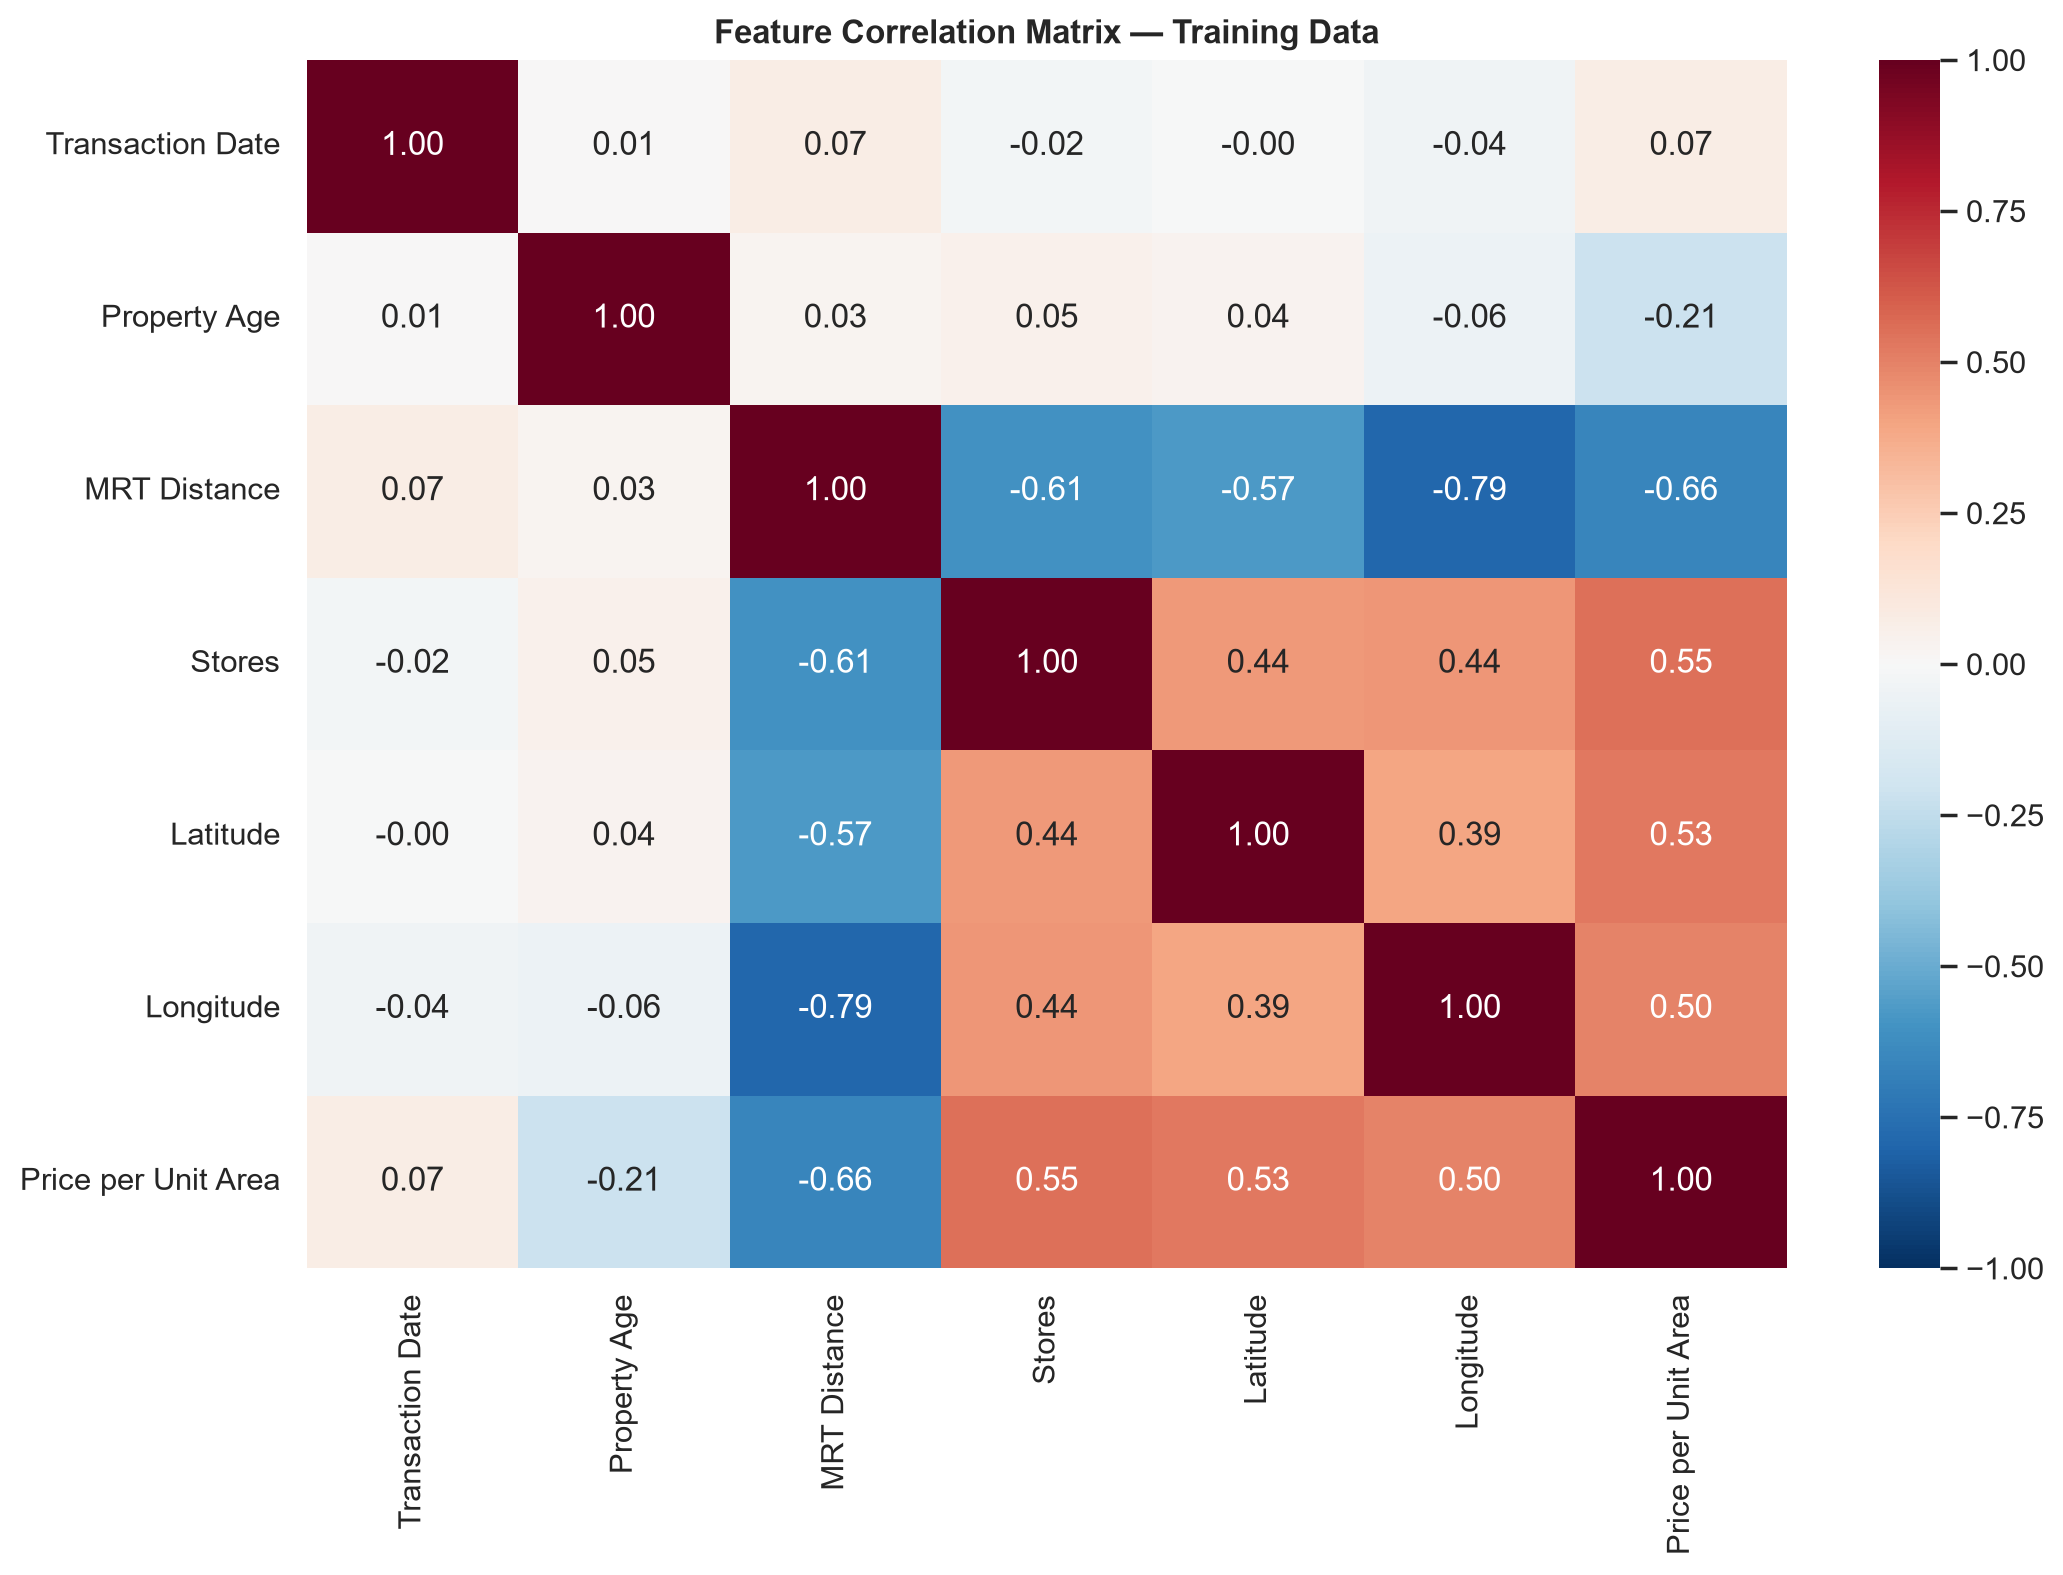 Feature Correlation Matrix — Training Data
Transaction Date 1.00 0.01 0.07 -0.02 -0.00 -0.04 0.07
Property Age 0.01 1.00 0.03 0.05 0.04 -0.06 -0.21
MRT Distance 0.07 0.03 1.00 -0.61 -0.57 -0.79 -0.66
Stores -0.02 0.05 -0.61 1.00 0.44 0.44 0.55
Latitude -0.00 0.04 -0.57 0.44 1.00 0.39 0.53
Longitude -0.04 -0.06 -0.79 0.44 0.39 1.00 0.50
Price per Unit Area 0.07 -0.21 -0.66 0.55 0.53 0.50 1.00
Transaction Date
Property Age
MRT Distance
Stores
Latitude
Longitude
Price per Unit Area
1.00
0.75
0.50
0.25
0.00
−0.25
−0.50
−0.75
−1.00